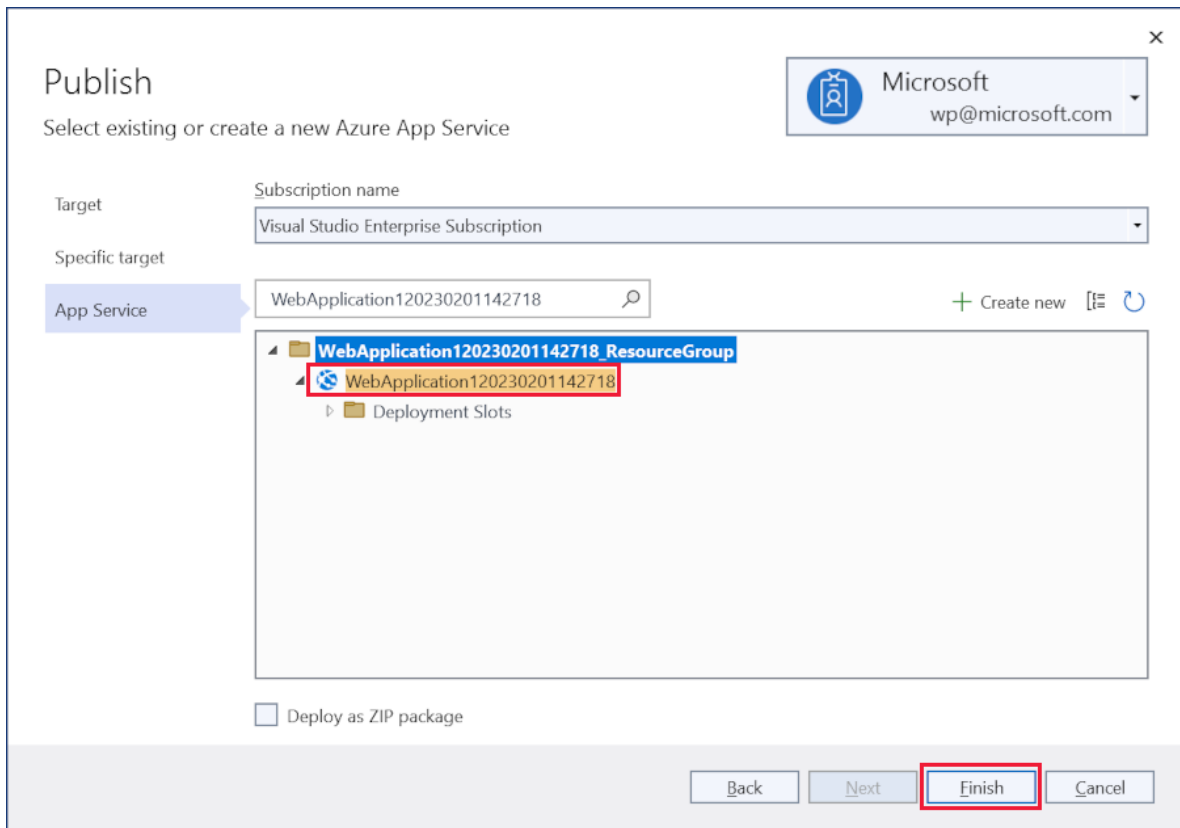 Publish
Select existing or create a new Azure App Service
Microsoft
wp@microsoft.com
Target
Specific target
App Service
Subscription name
Visual Studio Enterprise Subscription
WebApplication120230201142718
Create new
WebApplication120230201142718_ResourceGroup
WebApplication120230201142718
Deployment Slots
Deploy as ZIP package
Back
Next
Finish
Cancel